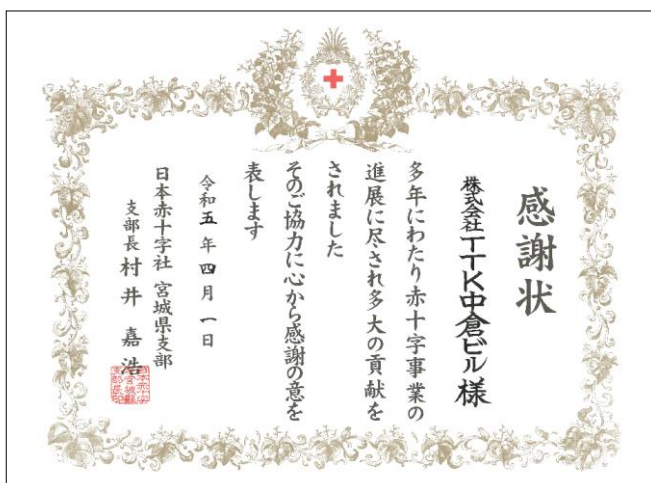 感謝状
株式会社TTK中倉ビル様
多年にわたり赤十字事業の
進展に尽され多大の貢献を
されました
そのご協力に心から感謝の意を
表します
令和五年四月一日
日本赤十字社 宮城県支部
支部長 村井嘉浩